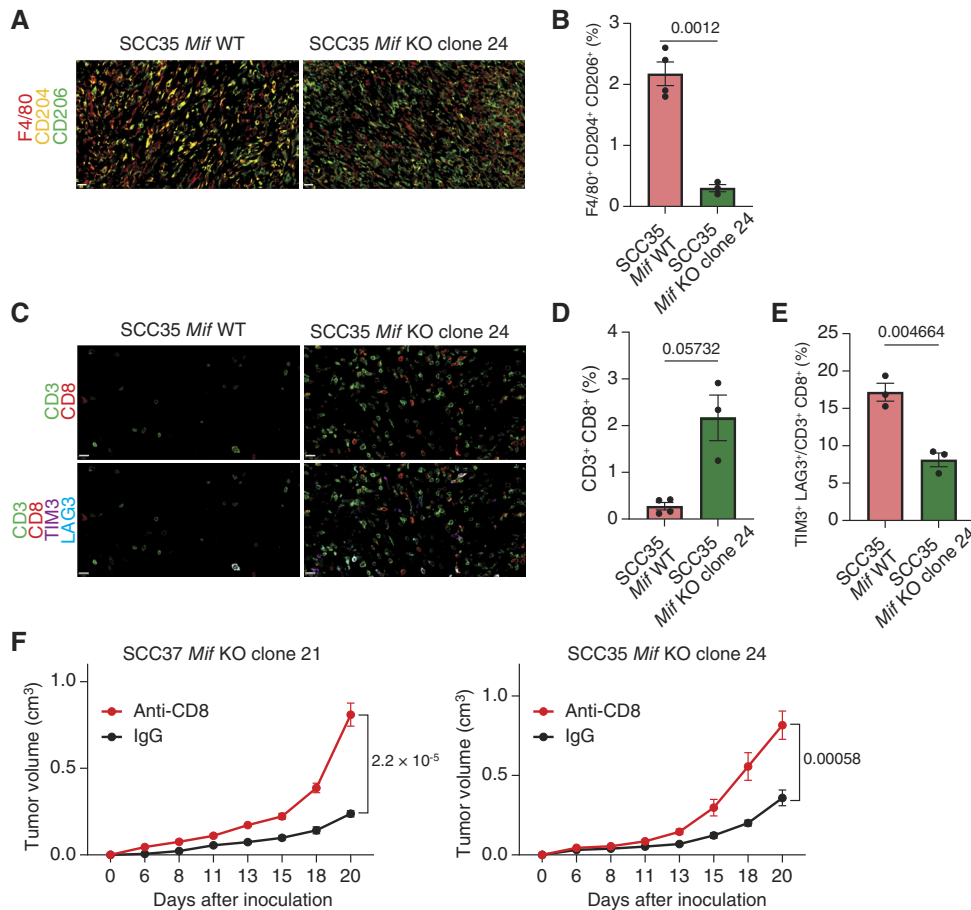 A
SCC35 Mif WT
SCC35 Mif KO clone 24
F4/80
CD204
CD206
B
F4/80⁺ CD204⁺ CD206⁺ (%)
3
2
1
0
0.0012
SCC35
Mif WT
SCC35
Mif KO clone 24
C
SCC35 Mif WT
SCC35 Mif KO clone 24
CD3
CD8
CD3
CD8
TIM3
LAG3
D
CD3⁺ CD8⁺ (%)
4
3
2
1
0
0.05732
SCC35
Mif WT
SCC35
Mif KO clone 24
E
TIM3⁺ LAG3⁺/CD3⁺ CD8⁺ (%)
25
20
15
10
5
0
0.004664
SCC35
Mif WT
SCC35
Mif KO clone 24
F
SCC37 Mif KO clone 21
Tumor volume (cm³)
1.0
0.5
0.0
Anti-CD8
IgG
2.2 × 10⁻⁵
0 6 8 11 13 15 18 20
Days after inoculation
SCC35 Mif KO clone 24
Tumor volume (cm³)
1.0
0.5
0.0
Anti-CD8
IgG
0.00058
0 6 8 11 13 15 18 20
Days after inoculation